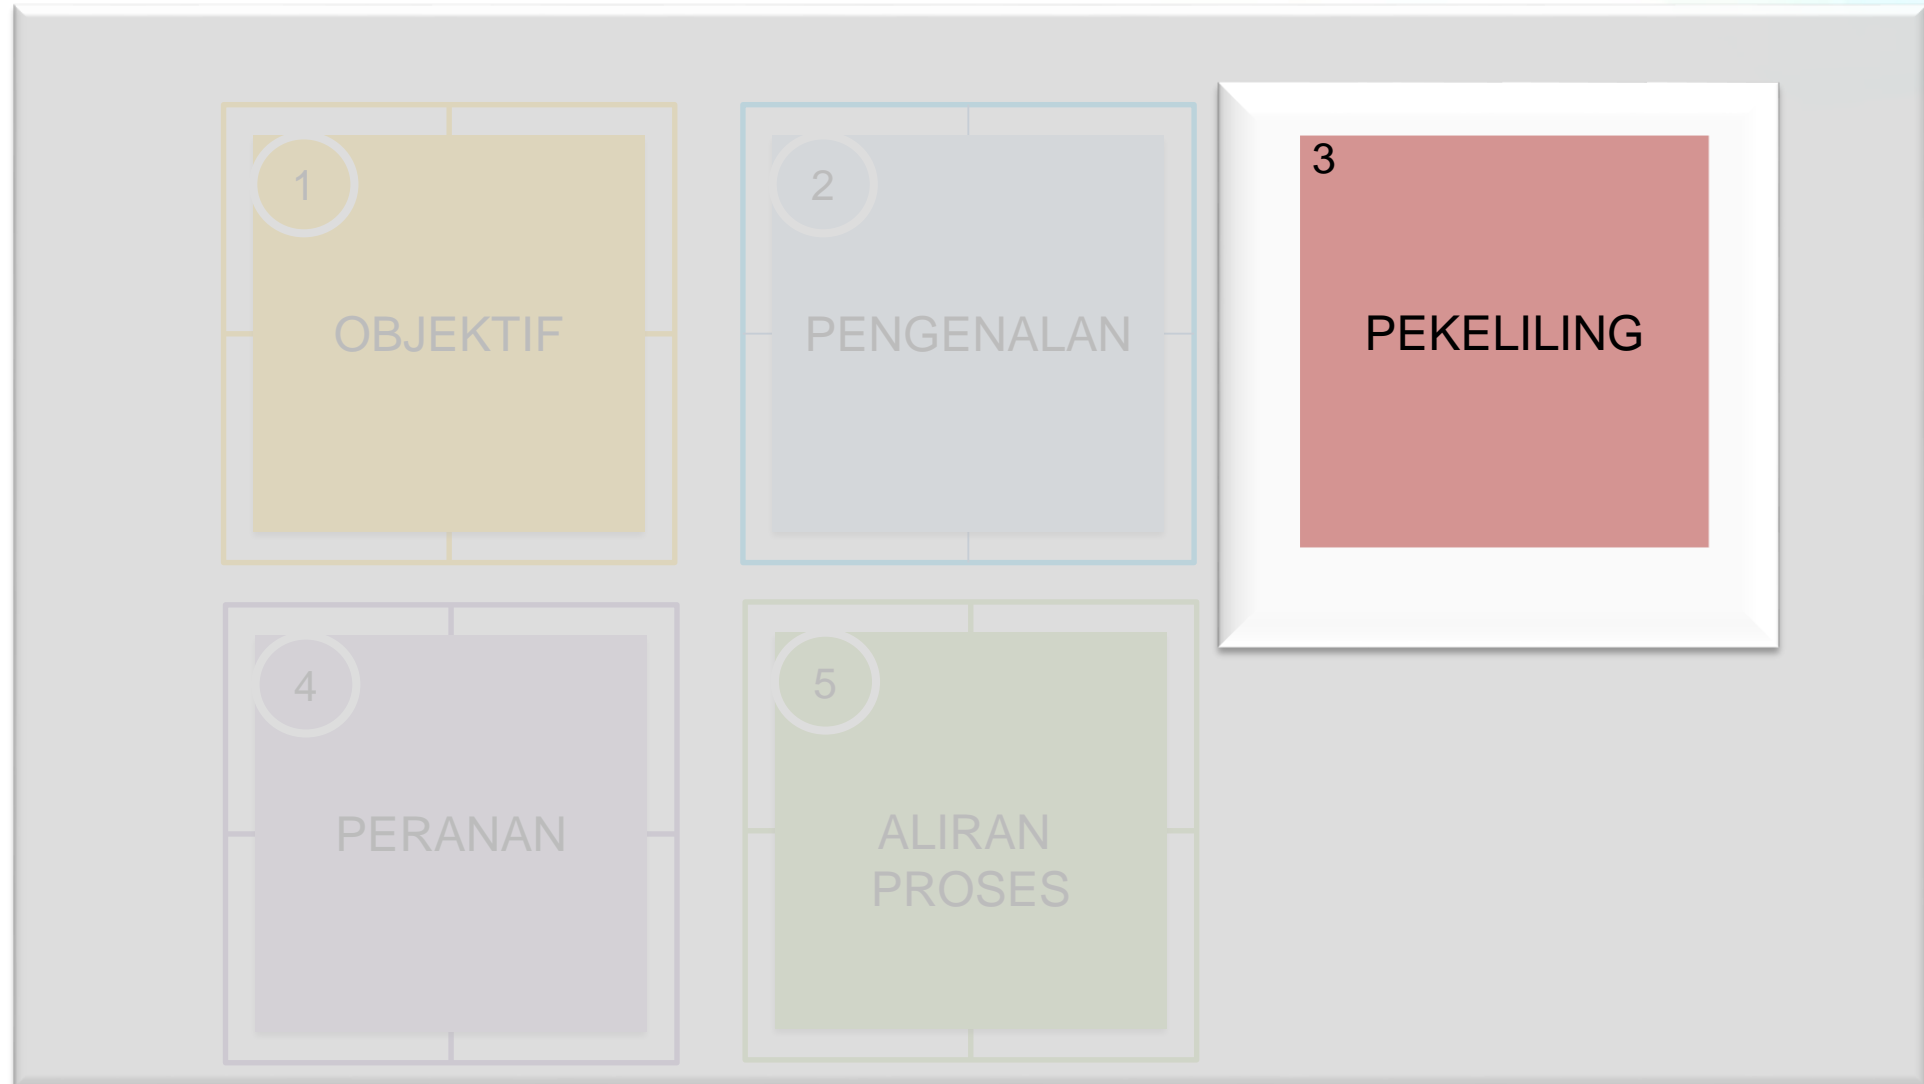 1
OBJEKTIF
2
PENGENALAN
3
PEKELILING
4
PERANAN
5
ALIRAN
PROSES